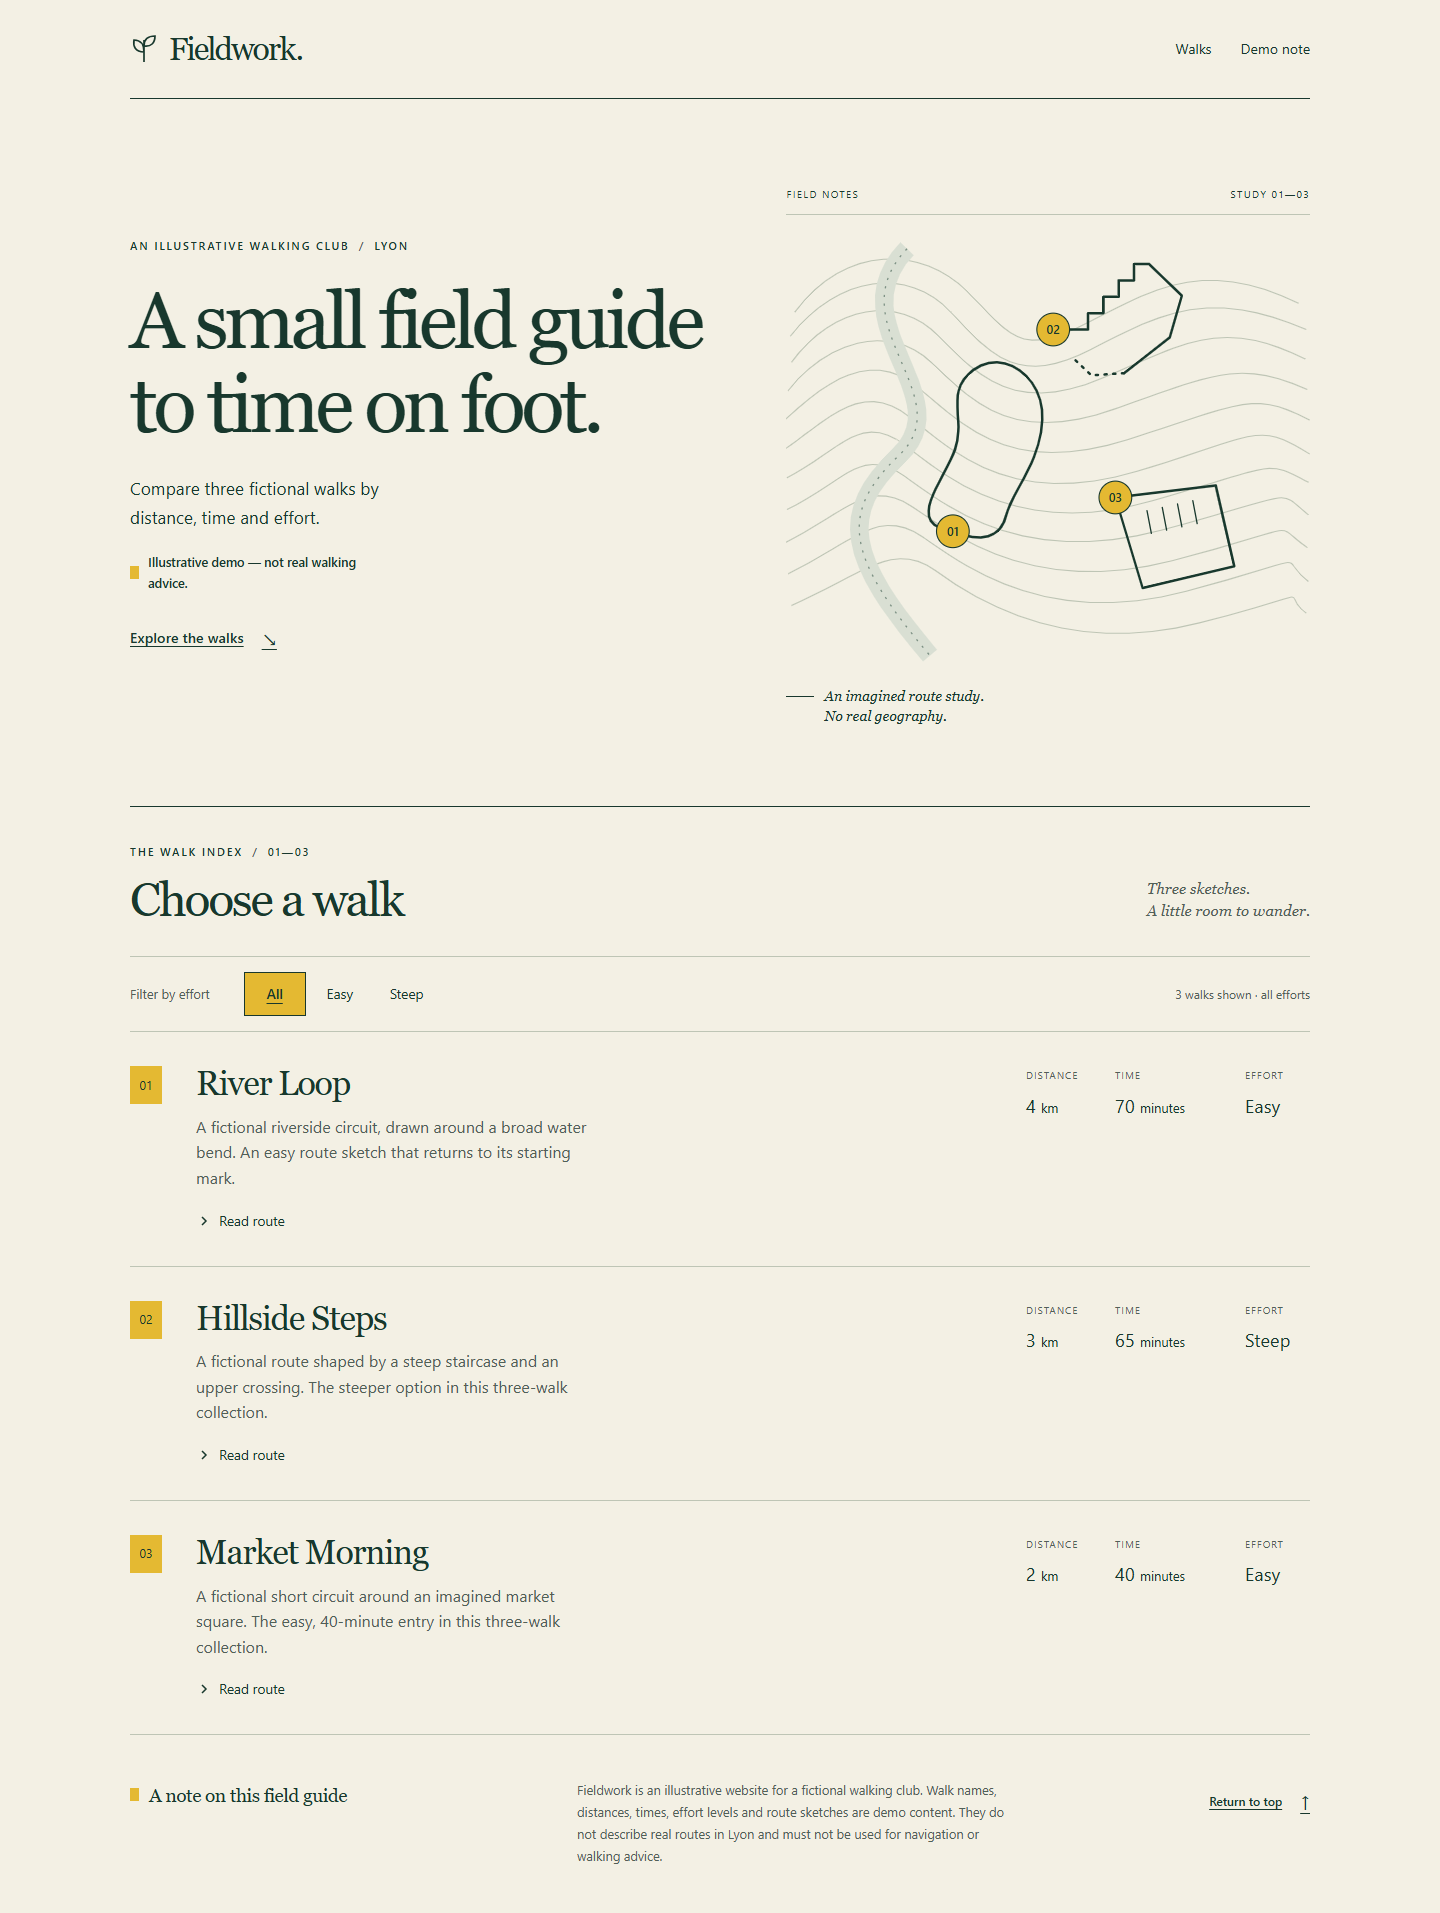 Fieldwork.
Walks
Demo note
AN ILLUSTRATIVE WALKING CLUB / LYON
A small field guide
to time on foot.
Compare three fictional walks by
distance, time and effort.
Illustrative demo — not real walking
advice.
Explore the walks ↘
FIELD NOTES
STUDY 01—03
02
03
01
An imagined route study.
No real geography.
THE WALK INDEX / 01—03
Choose a walk
Three sketches.
A little room to wander.
Filter by effort
All
Easy
Steep
3 walks shown · all efforts
01
River Loop
A fictional riverside circuit, drawn around a broad water
bend. An easy route sketch that returns to its starting
mark.
Read route
DISTANCE
TIME
EFFORT
4 km
70 minutes
Easy
02
Hillside Steps
A fictional route shaped by a steep staircase and an
upper crossing. The steeper option in this three-walk
collection.
Read route
DISTANCE
TIME
EFFORT
3 km
65 minutes
Steep
03
Market Morning
A fictional short circuit around an imagined market
square. The easy, 40-minute entry in this three-walk
collection.
Read route
DISTANCE
TIME
EFFORT
2 km
40 minutes
Easy
A note on this field guide
Fieldwork is an illustrative website for a fictional walking club. Walk names,
distances, times, effort levels and route sketches are demo content. They do
not describe real routes in Lyon and must not be used for navigation or
walking advice.
Return to top ↑